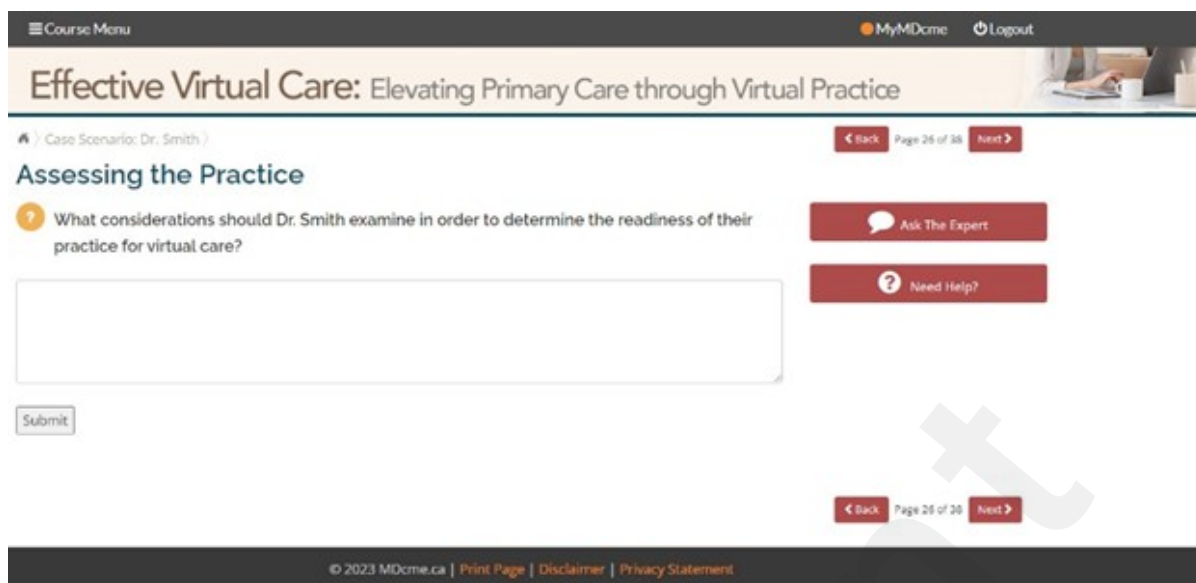 Course Menu MyMDcme Logout
Effective Virtual Care: Elevating Primary Care through Virtual Practice
Case Scenario: Dr. Smith
Back Page 26 of 38 Next
Assessing the Practice
? What considerations should Dr. Smith examine in order to determine the readiness of their
practice for virtual care?
Ask The Expert
? Need Help?
Submit
Back Page 26 of 38 Next
© 2023 MDcme.ca | Print Page | Disclaimer | Privacy Statement